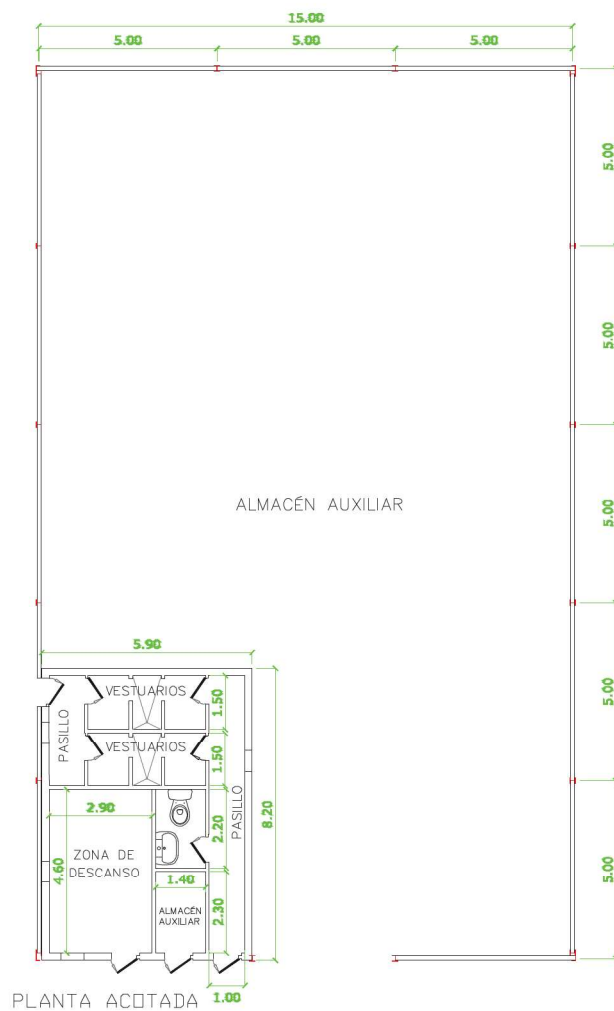 15.00
5.00 5.00 5.00
5.00
5.00
ALMACÉN AUXILIAR
5.00
5.90
VESTUARIOS
1.50
5.00
PASILLO
VESTUARIOS
1.50
2.90
PASILLO
8.20
2.20
ZONA DE
DESCANSO
4.60
5.00
1.40
ALMACÉN
AUXILIAR
2.30
PLANTA ACOTADA
1.00